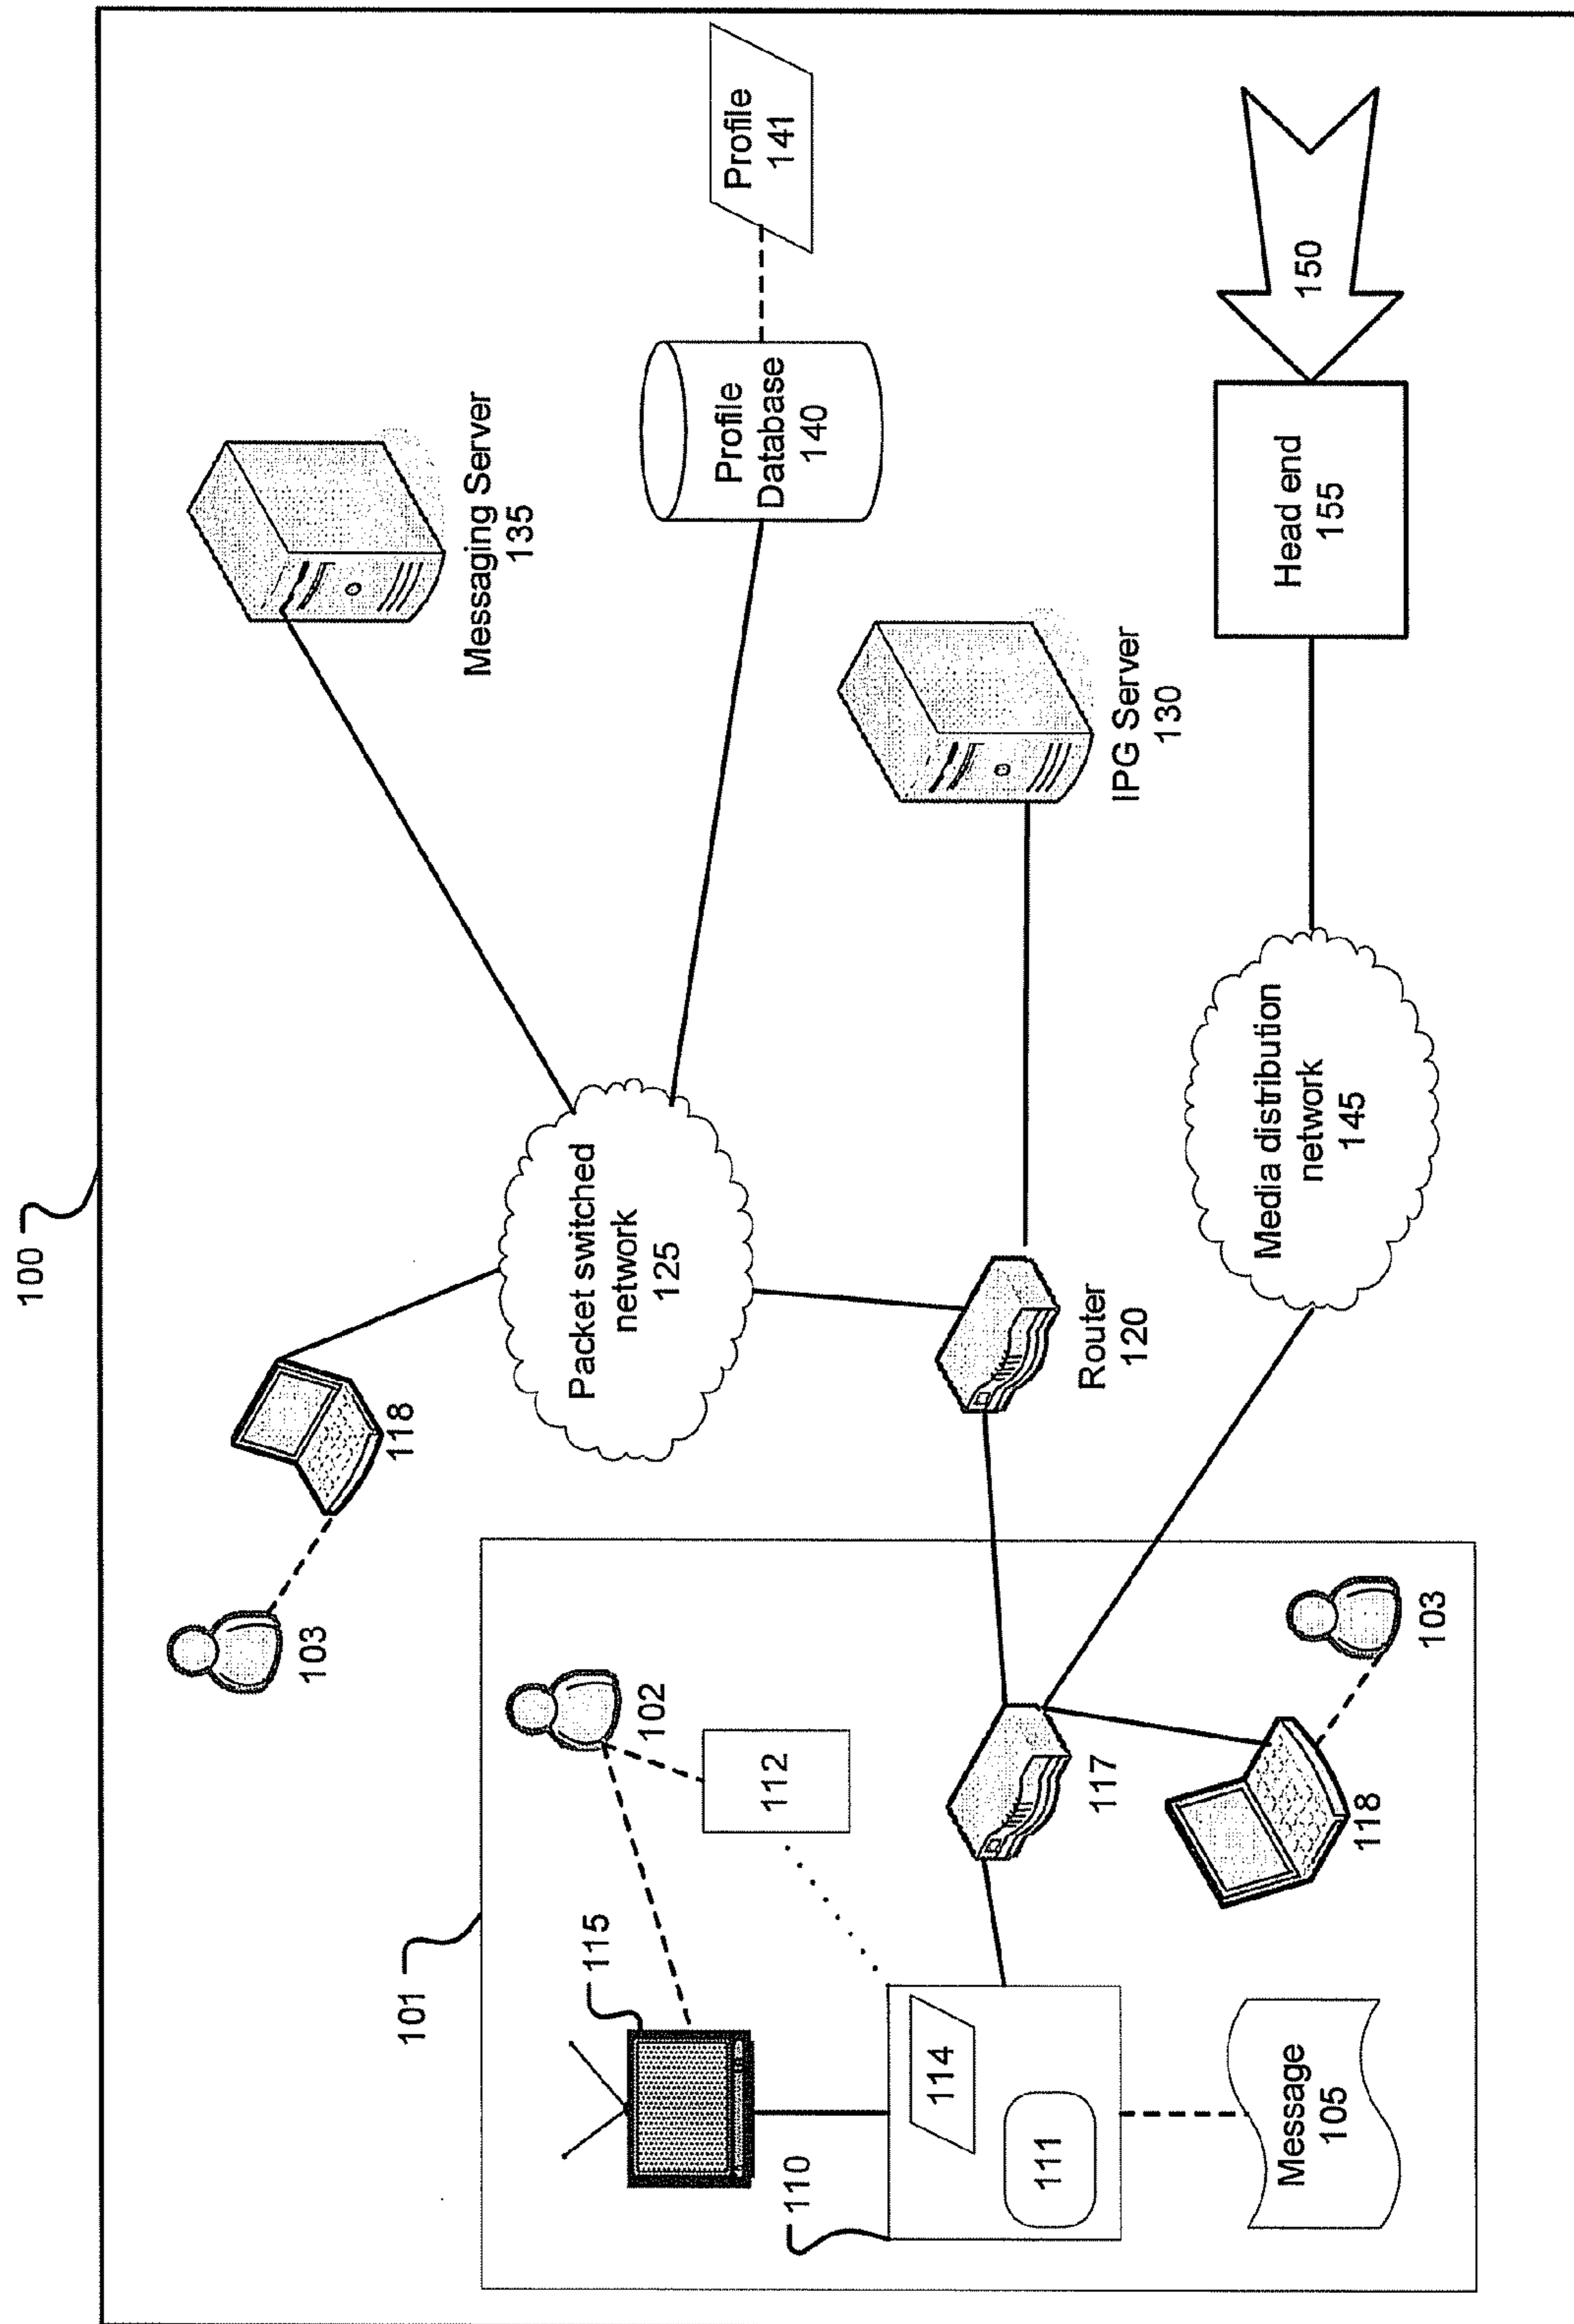 100
103
118
Messaging Server
135
101
115
102
112
Packet switched
network
125
Profile
Database
140
Profile
141
110
114
111
117
Router
120
IPG Server
130
Message
105
118
103
Media distribution
network
145
Head end
155
150